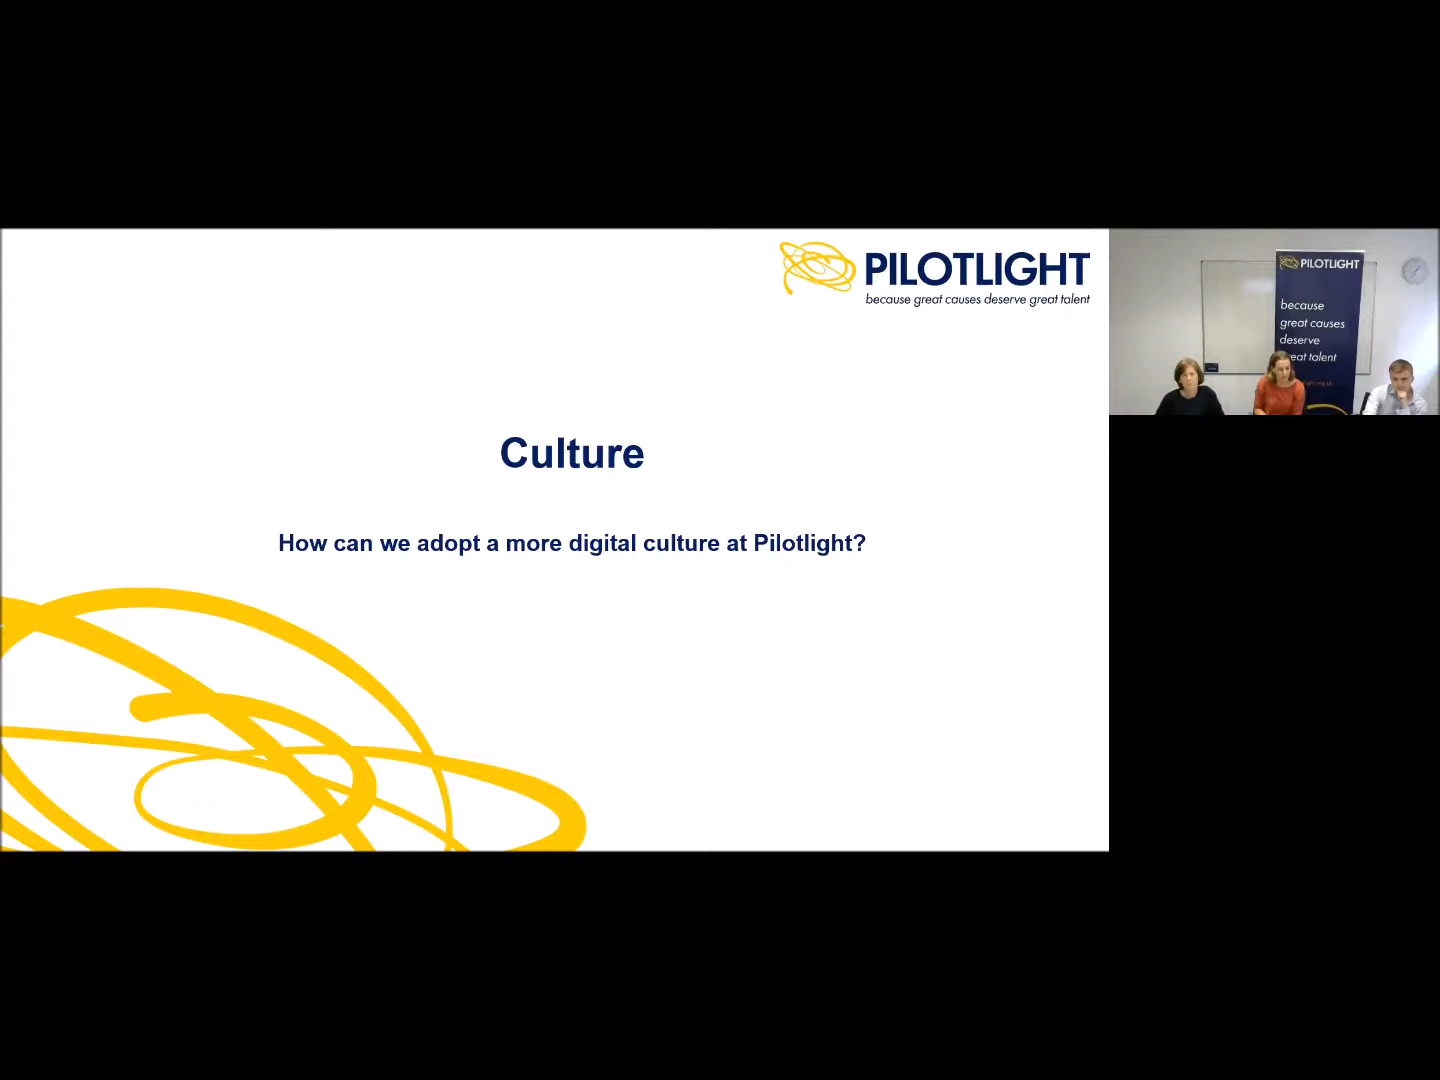 PILOTLIGHT
because great causes deserve great talent
Culture
How can we adopt a more digital culture at Pilotlight?
PILOTLIGHT
because
great causes
deserve
great talent